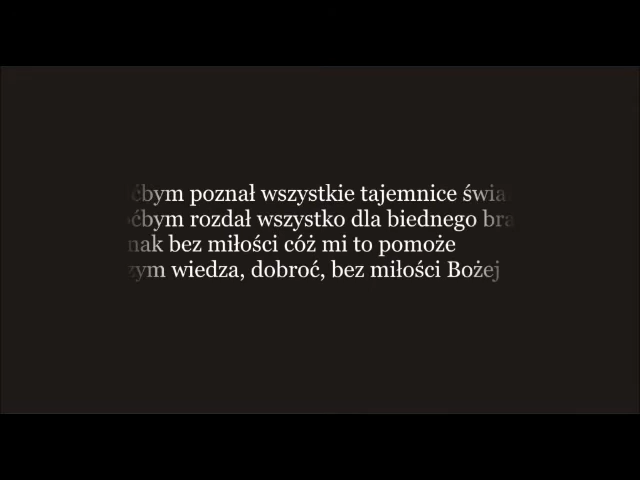 ćbym poznał wszystkie tajemnice świa
oćbym rozdał wszystko dla biednego bra
nak bez miłości cóż mi to pomoże
zym wiedza, dobroć, bez miłości Bożej